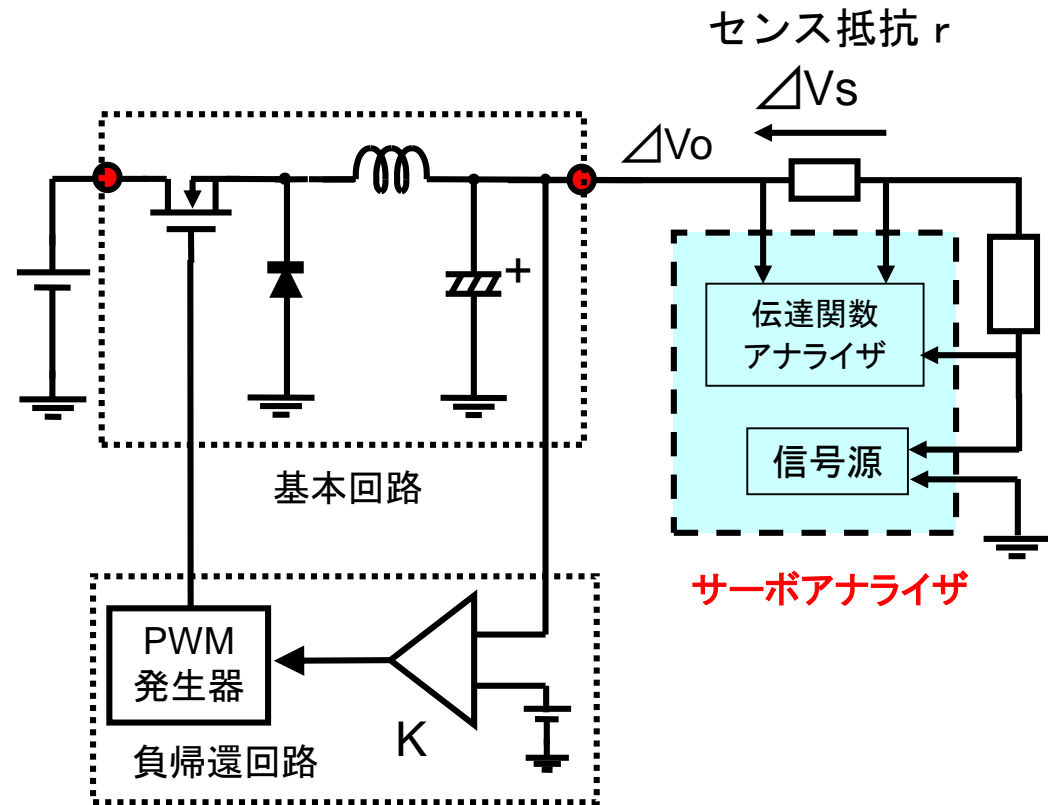 センス抵抗 r
⊿Vs
⊿Vo
+
伝達関数
アナライザ
信号源
基本回路
サーボアナライザ
PWM
発生器
K
負帰還回路